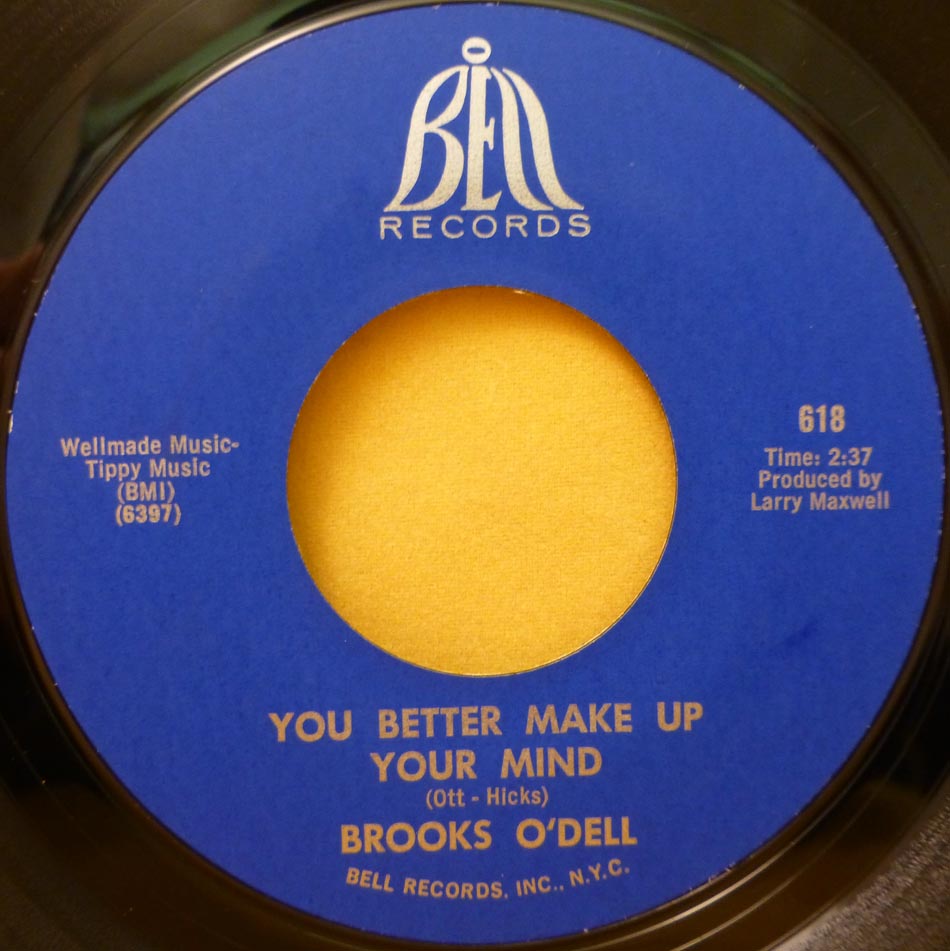 BELL
RECORDS
Wellmade Music-
Tippy Music
(BMI)
(6397)
618
Time: 2:37
Produced by
Larry Maxwell
YOU BETTER MAKE UP
YOUR MIND
(Ott - Hicks)
BROOKS O'DELL
BELL RECORDS, INC., N.Y.C.